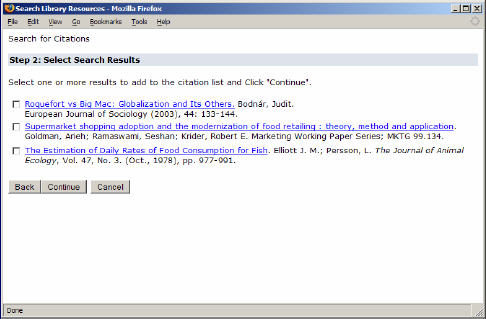 Search Library Resources - Mozilla Firefox
File Edit View Go Bookmarks Tools Help
Search for Citations
Step 2: Select Search Results
Select one or more results to add to the citation list and Click "Continue".
Roquefort vs Big Mac: Globalization and Its Others. Bodnár, Judit.
European Journal of Sociology (2003), 44: 133-144.
Supermarket shopping adoption and the modernization of food retailing : theory, method and application.
Goldman, Arieh; Ramaswami, Seshan; Krider, Robert E. Marketing Working Paper Series; MKTG 99.134.
The Estimation of Daily Rates of Food Consumption for Fish. Elliott J. M.; Persson, L. The Journal of Animal
Ecology, Vol. 47, No. 3. (Oct., 1978), pp. 977-991.
Back Continue Cancel
Done